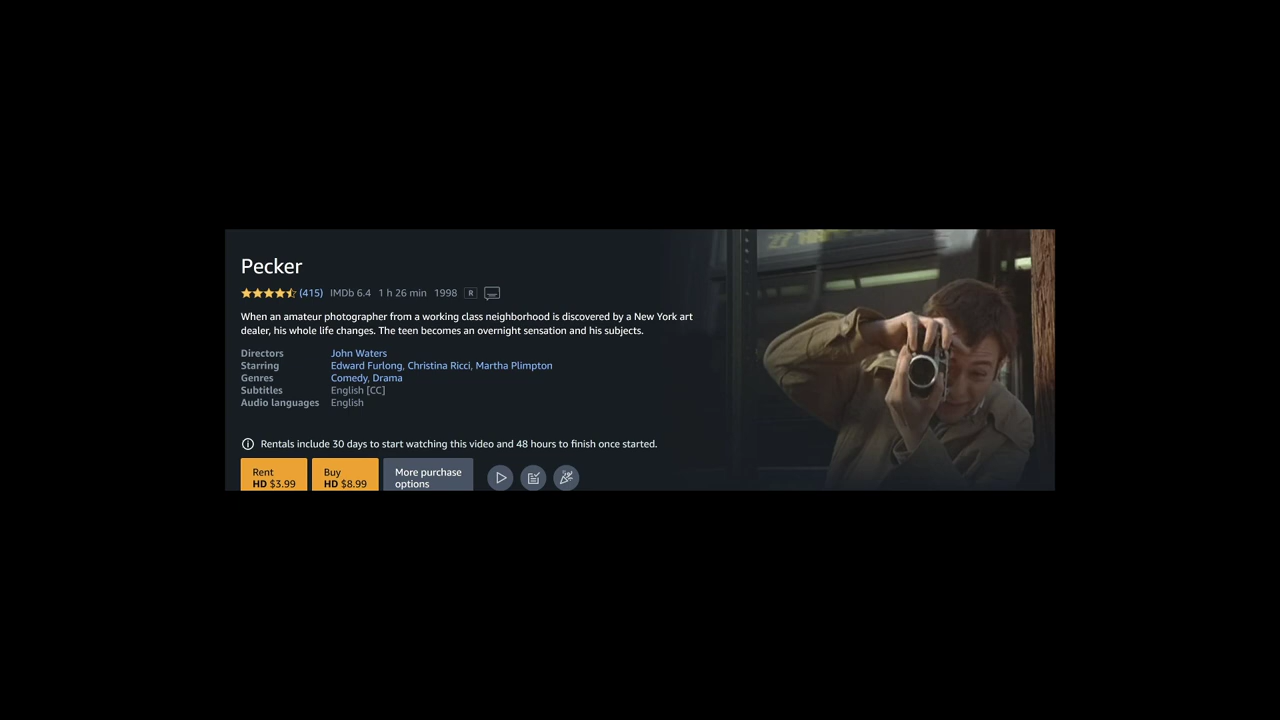 Pecker
(415) IMDb 6.4 1 h 26 min 1998 R
When an amateur photographer from a working class neighborhood is discovered by a New York art
dealer, his whole life changes. The teen becomes an overnight sensation and his subjects.
Directors John Waters
Starring Edward Furlong, Christina Ricci, Martha Plimpton
Genres Comedy, Drama
Subtitles English [CC]
Audio languages English
Rentals include 30 days to start watching this video and 48 hours to finish once started.
Rent
HD $3.99
Buy
HD $8.99
More purchase
options
27